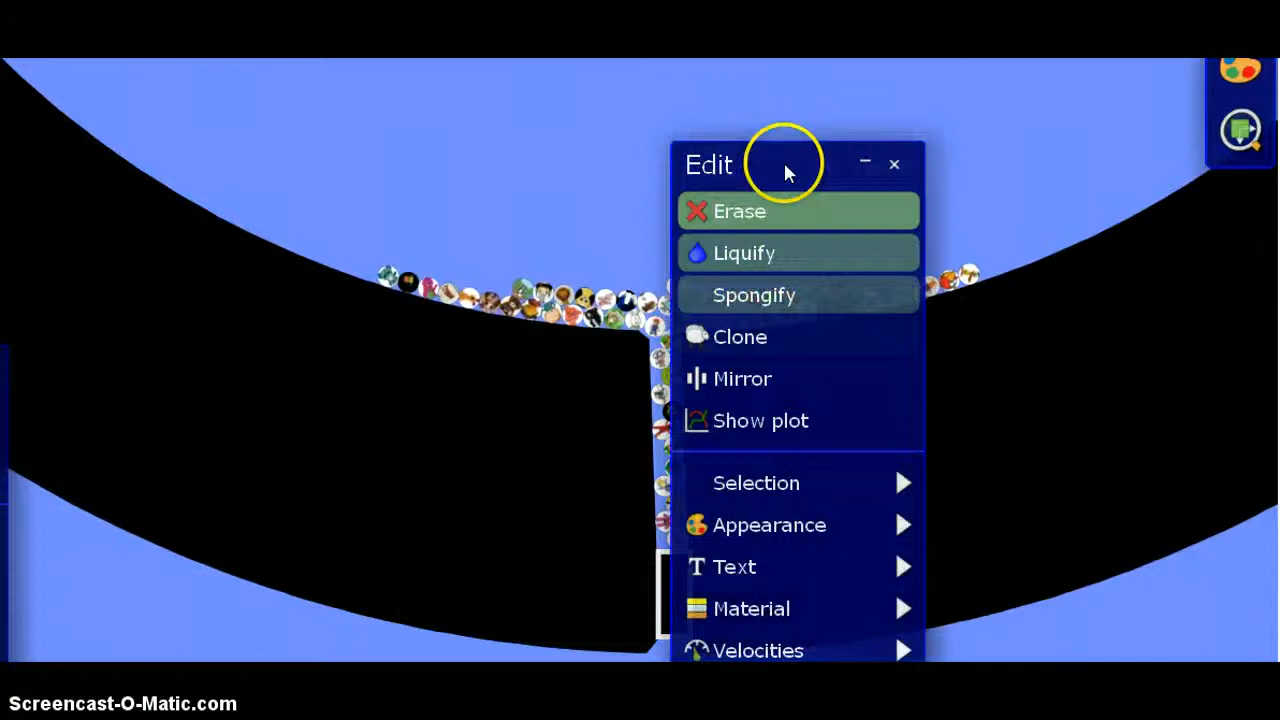 Edit
Erase
Liquify
Spongify
Clone
Mirror
Show plot
Selection
Appearance
Text
Material
Velocities
Screencast-O-Matic.com